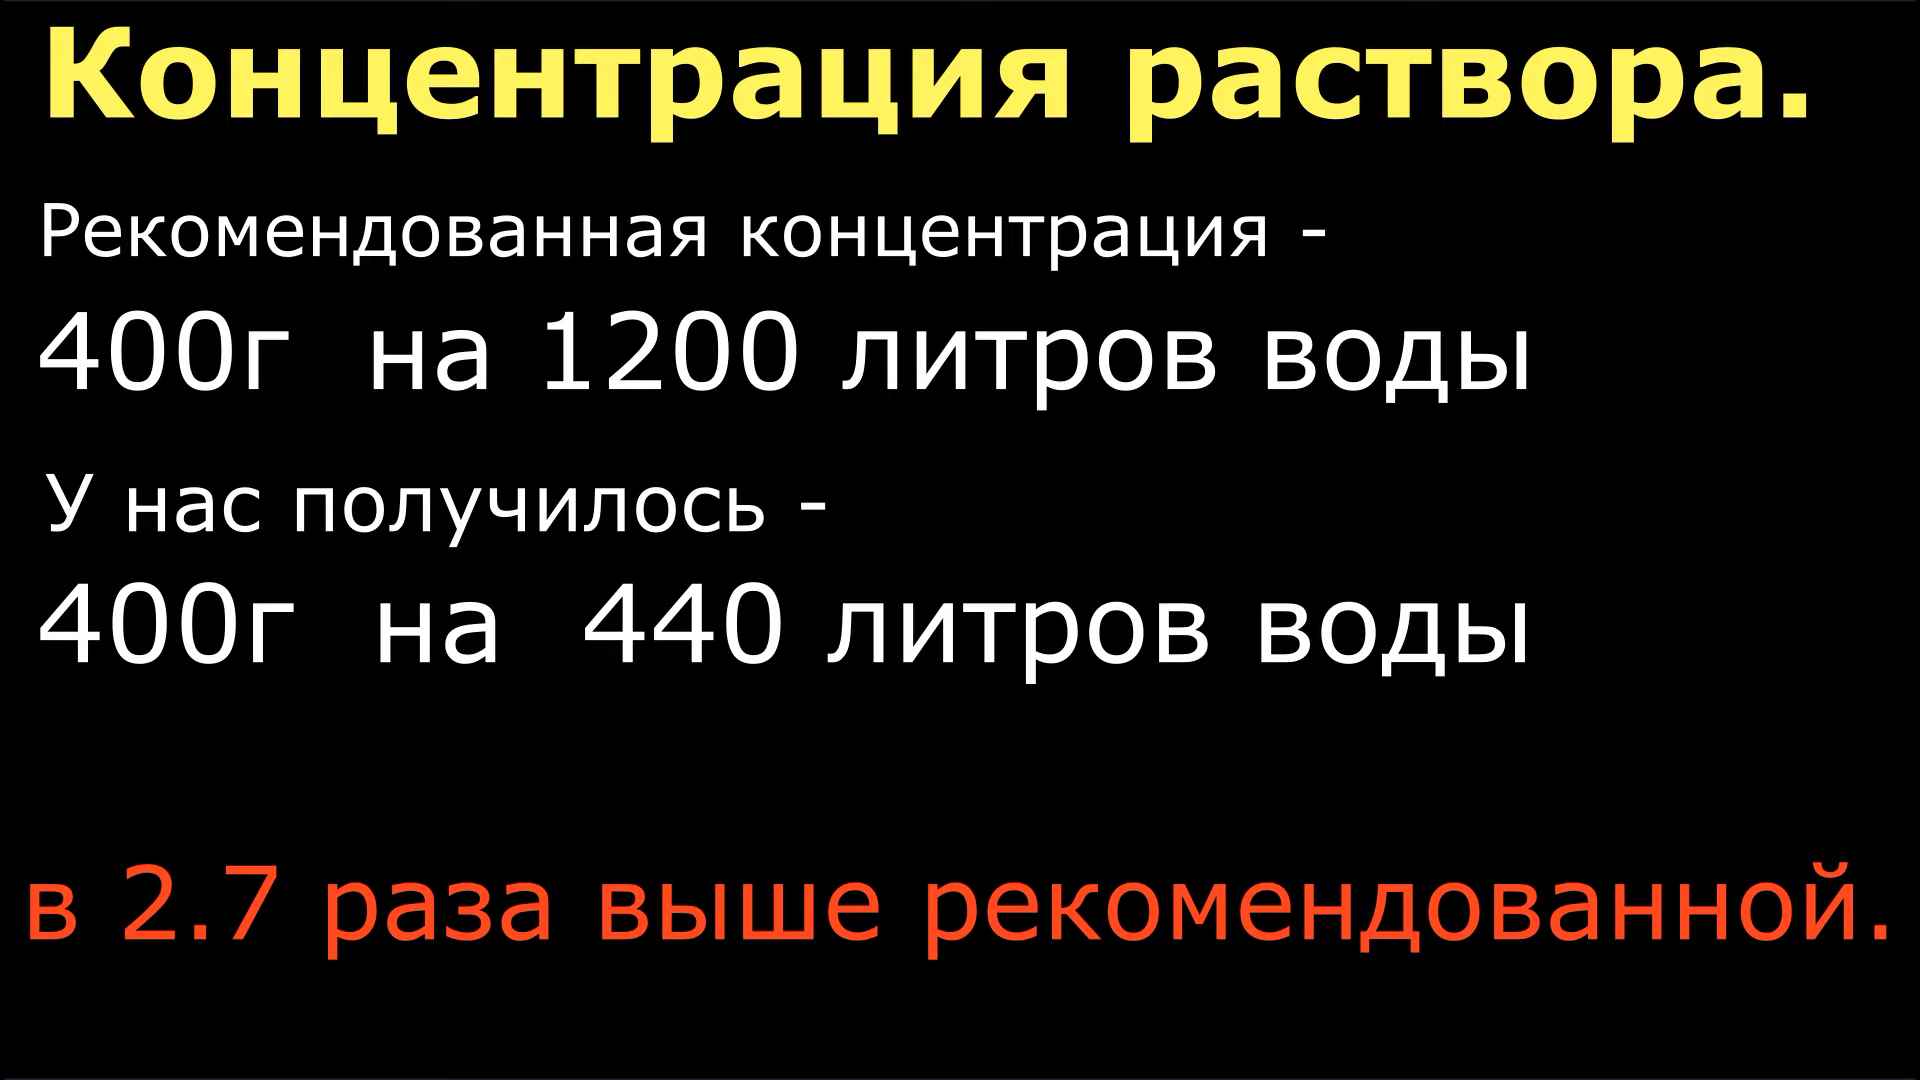 Концентрация раствора.
Рекомендованная концентрация -
400г на 1200 литров воды
У нас получилось -
400г на 440 литров воды
в 2.7 раза выше рекомендованной.